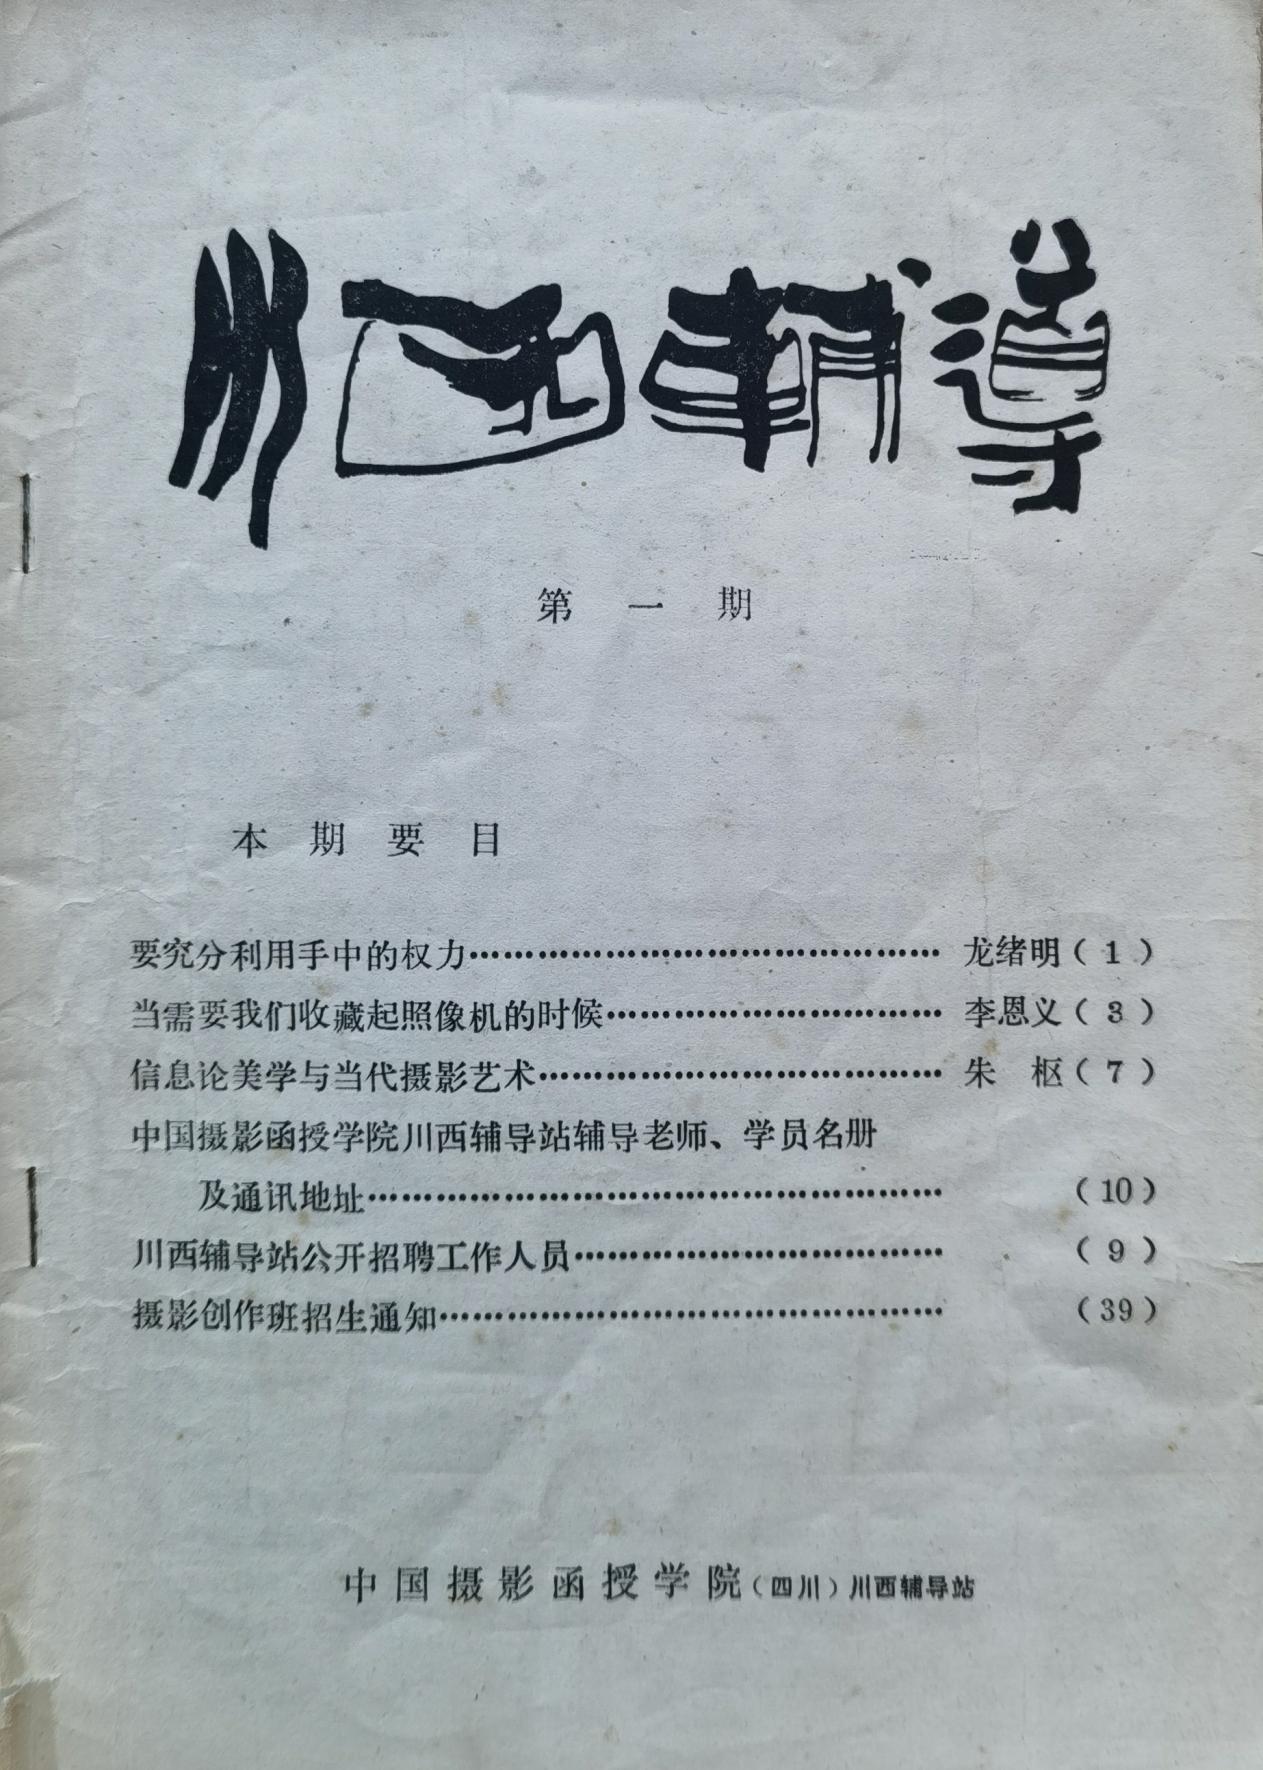 川西辅导
第一期
本期要目
要究分利用手中的权力……………………………………龙绪明（1）
当需要我们收藏起照像机的时候…………………………李恩义（3）
信息论美学与当代摄影艺术………………………………朱　枢（7）
中国摄影函授学院川西辅导站辅导老师、学员名册
及通讯地址……………………………………………（10）
川西辅导站公开招聘工作人员……………………………（9）
摄影创作班招生通知………………………………………（39）
中国摄影函授学院（四川）川西辅导站